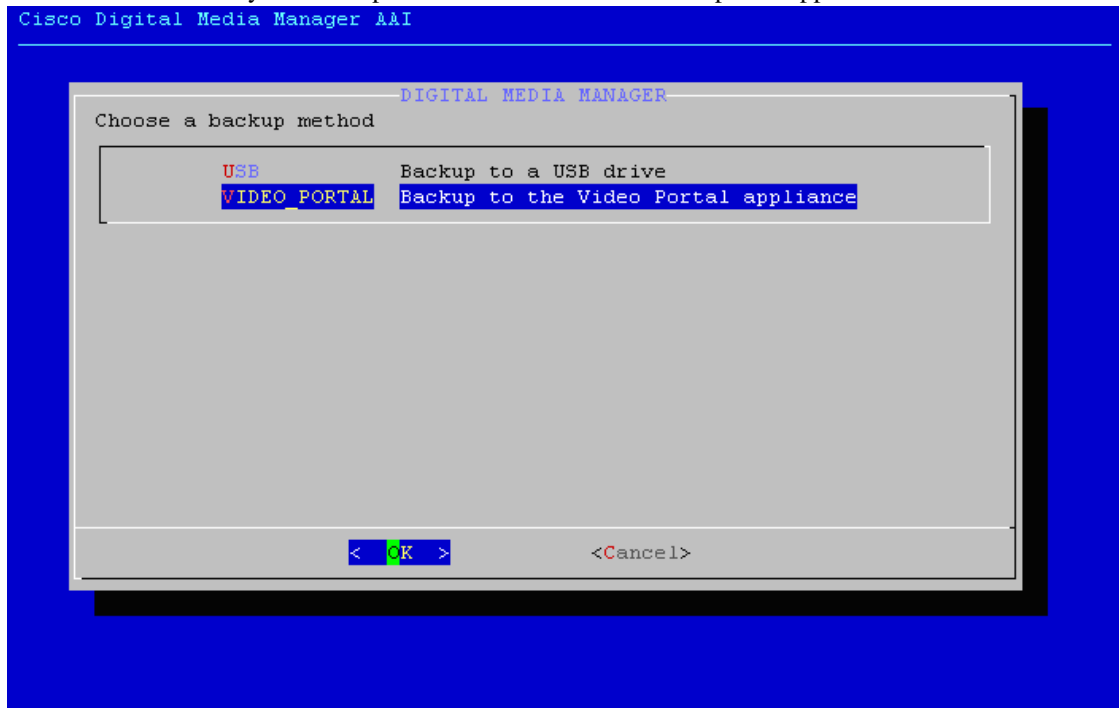 Cisco Digital Media Manager AAI
DIGITAL MEDIA MANAGER
Choose a backup method
USB Backup to a USB drive
VIDEO_PORTAL Backup to the Video Portal appliance
< OK > <Cancel>